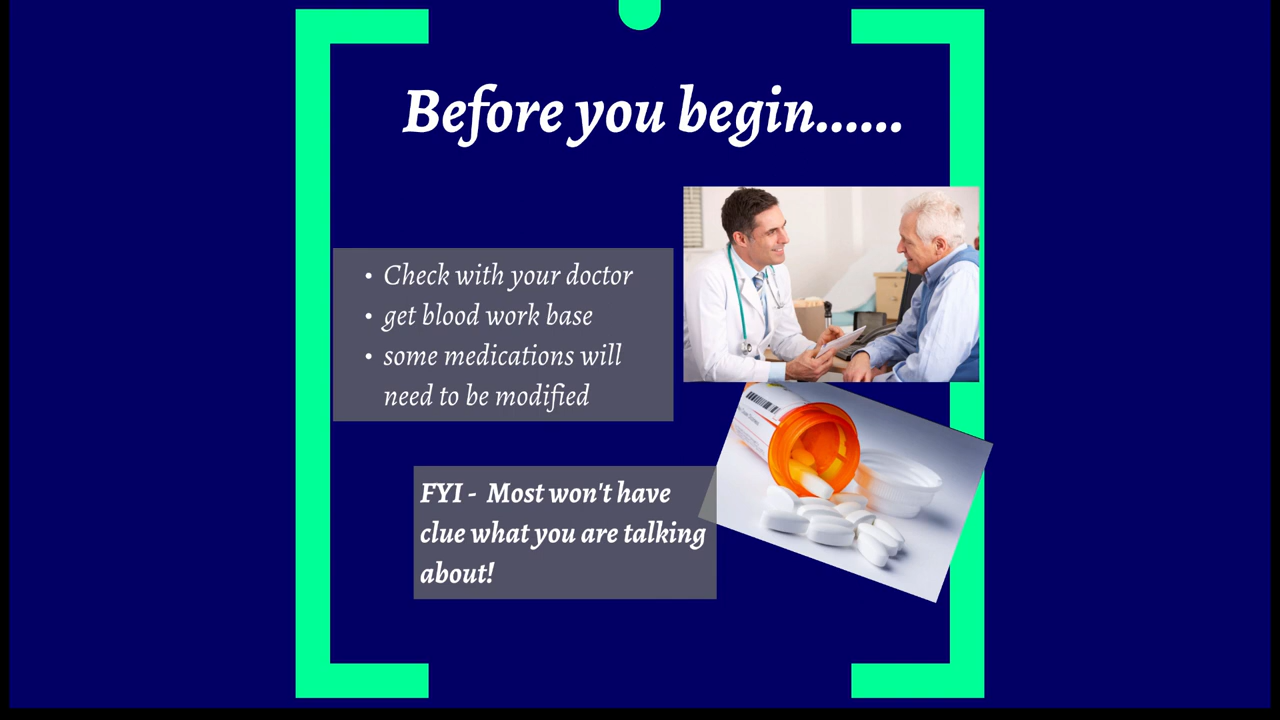 Before you begin......
• Check with your doctor
• get blood work base
• some medications will
need to be modified
FYI -  Most won't have
clue what you are talking
about!